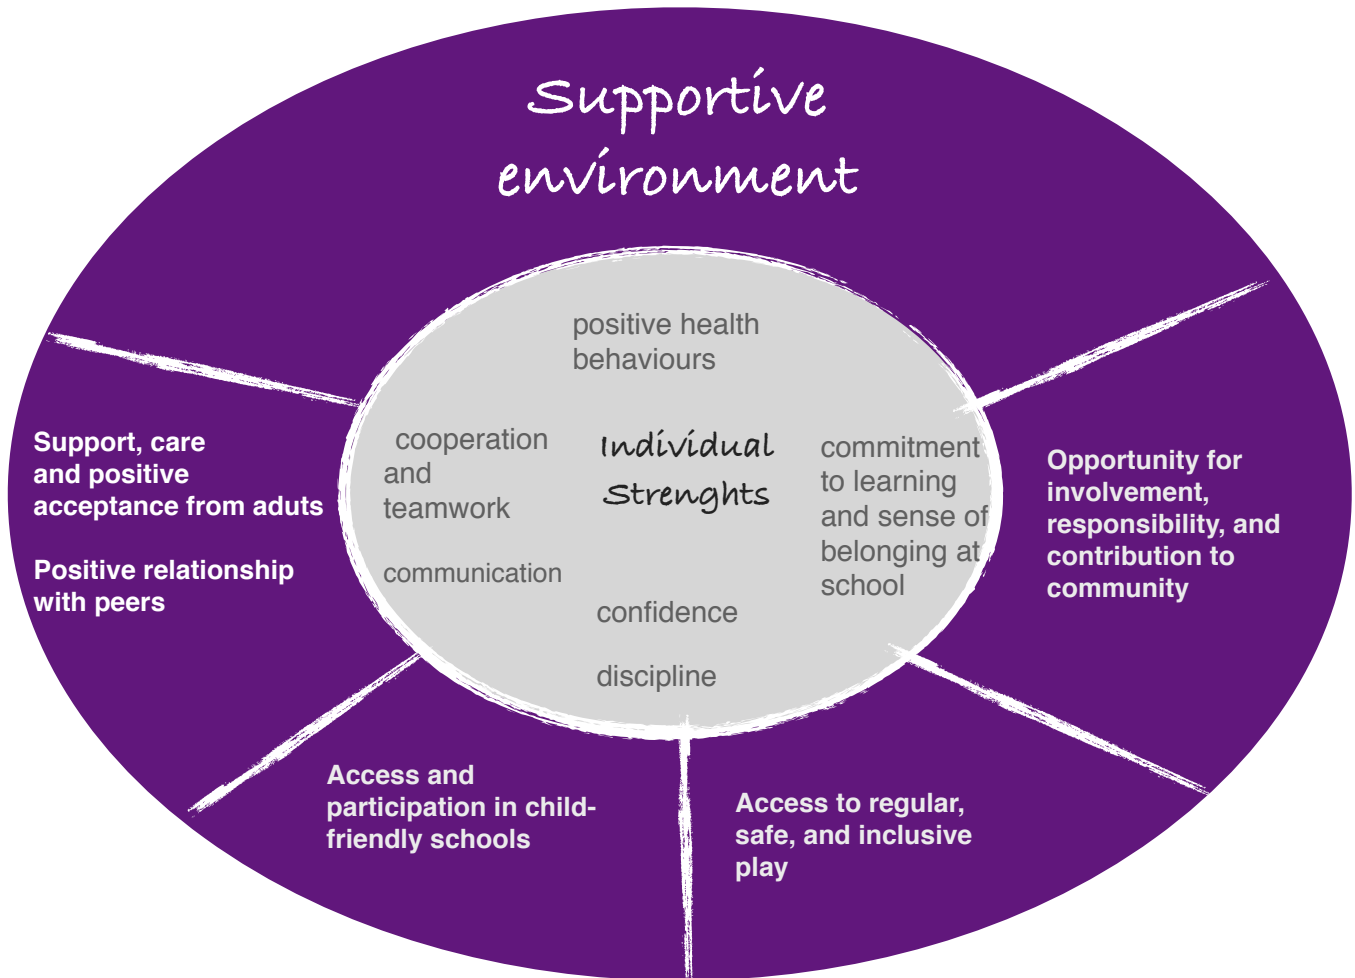 Supportive
environment
positive health
behaviours
cooperation
and
teamwork
communication
Individual
Strenghts
commitment
to learning
and sense of
belonging at
school
confidence
discipline
Support, care
and positive
acceptance from aduts
Positive relationship
with peers
Opportunity for
involvement,
responsibility, and
contribution to
community
Access and
participation in child-
friendly schools
Access to regular,
safe, and inclusive
play